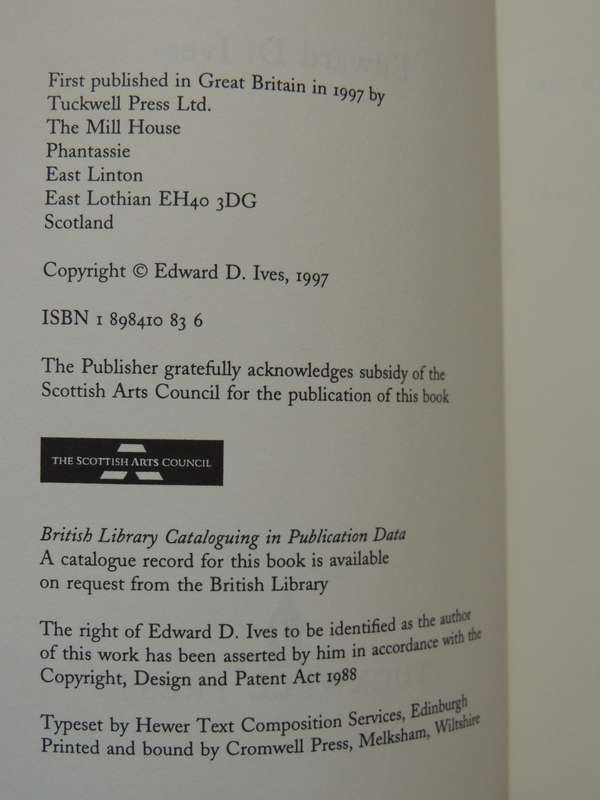 First published in Great Britain in 1997 by
Tuckwell Press Ltd.
The Mill House
Phantassie
East Linton
East Lothian EH40 3DG
Scotland
Copyright © Edward D. Ives, 1997
ISBN 1 898410 83 6
The Publisher gratefully acknowledges subsidy of the
Scottish Arts Council for the publication of this book
THE SCOTTISH ARTS COUNCIL
British Library Cataloguing in Publication Data
A catalogue record for this book is available
on request from the British Library
The right of Edward D. Ives to be identified as the author
of this work has been asserted by him in accordance with the
Copyright, Design and Patent Act 1988
Typeset by Hewer Text Composition Services, Edinburgh
Printed and bound by Cromwell Press, Melksham, Wiltshire